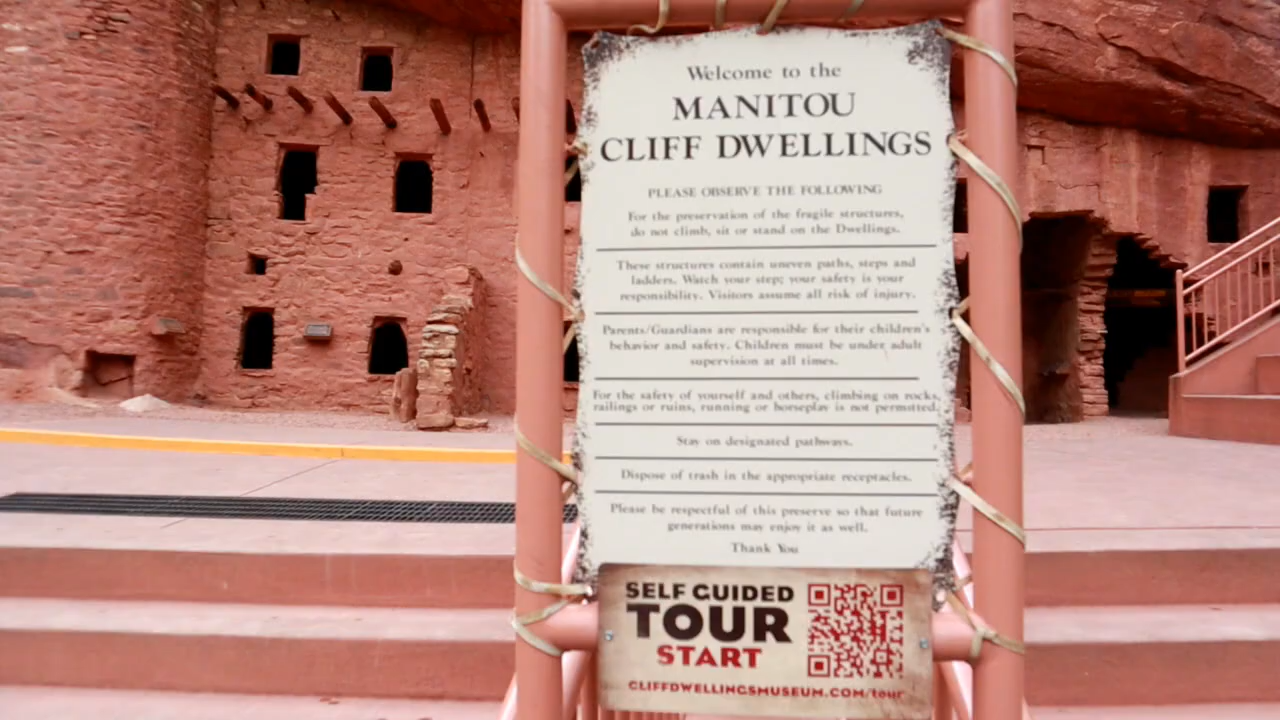 Welcome to the
MANITOU
CLIFF DWELLINGS
PLEASE OBSERVE THE FOLLOWING
For the preservation of the fragile structures,
do not climb, sit or stand on the Dwellings.
These structures contain uneven paths, steps and
ladders. Watch your step; your safety is your
responsibility. Visitors assume all risk of injury.
Parents/Guardians are responsible for their children's
behavior and safety. Children must be under adult
supervision at all times.
For the safety of yourself and others, climbing on rocks,
railings or ruins, running or horseplay is not permitted.
Stay on designated pathways.
Dispose of trash in the appropriate receptacles.
Please be respectful of this preserve so that future
generations may enjoy it as well.
Thank You
SELF GUIDED
TOUR
START
CLIFFDWELLINGSMUSEUM.COM/tour